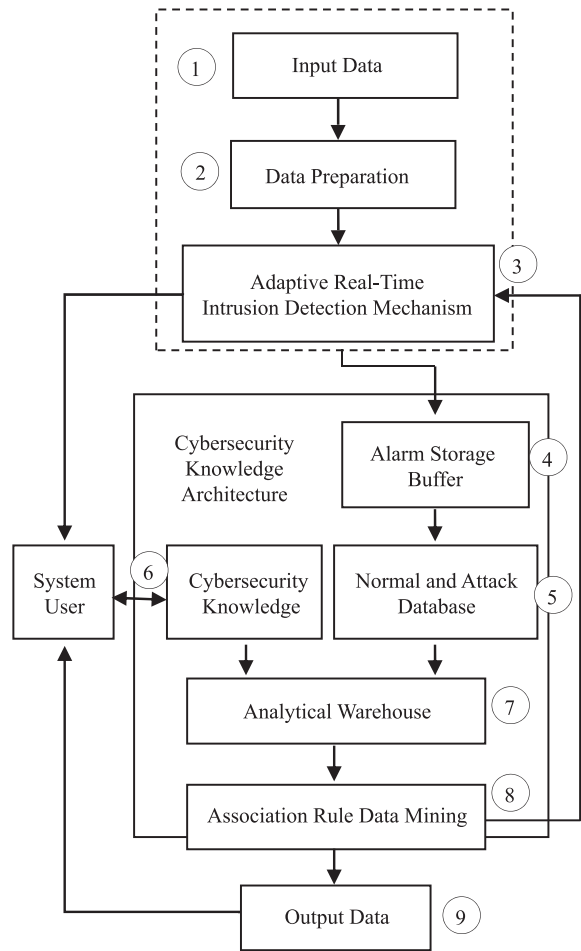 1
Input Data
2
Data Preparation
3
Adaptive Real-Time
Intrusion Detection Mechanism
Cybersecurity
Knowledge
Architecture
Alarm Storage
Buffer
4
System
User
6
Cybersecurity
Knowledge
Normal and Attack
Database
5
Analytical Warehouse
7
Association Rule Data Mining
8
Output Data
9